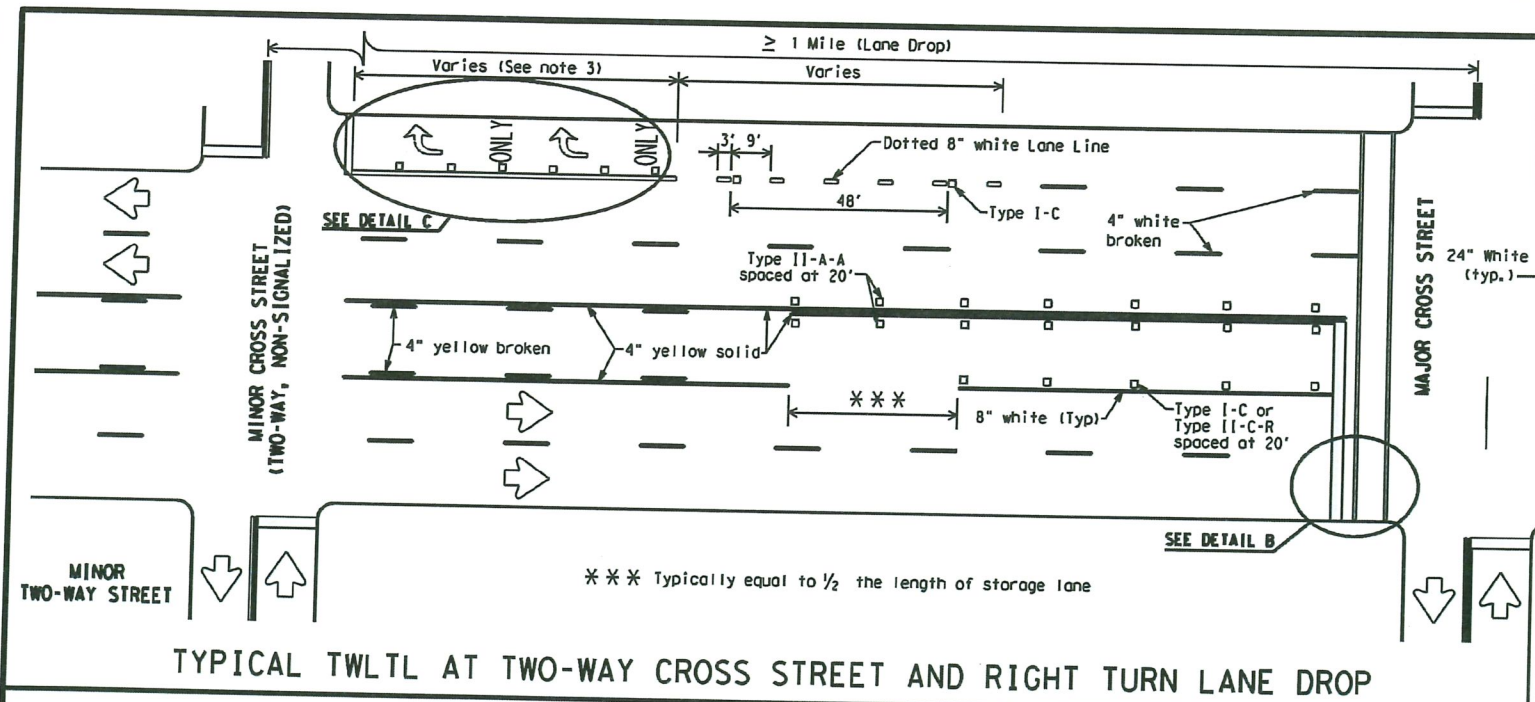 ≥ 1 Mile (Lane Drop)
Varies (See note 3)
Varies
ONLY
ONLY
3'
9'
Dotted 8" white Lane Line
48'
Type I-C
SEE DETAIL C
4" white
broken
MINOR CROSS STREET
(TWO-WAY, NON-SIGNALIZED)
MAJOR CROSS STREET
24" White
(typ.)
Type II-A-A
spaced at 20'
4" yellow broken
4" yellow solid
***
8" white (Typ)
Type I-C or
Type II-C-R
spaced at 20'
SEE DETAIL B
MINOR
TWO-WAY STREET
*** Typically equal to ½ the length of storage lane
TYPICAL TWLTL AT TWO-WAY CROSS STREET AND RIGHT TURN LANE DROP